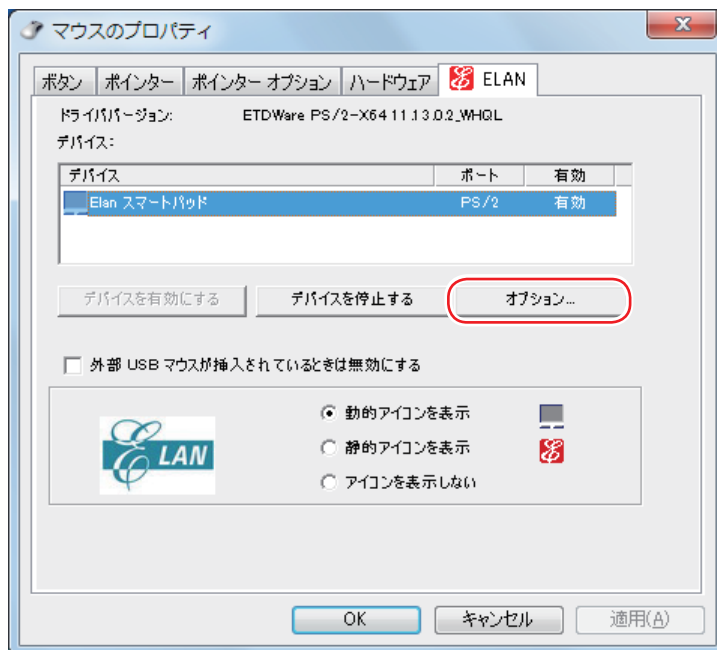 マウスのプロパティ
ボタン ポインター ポインター オプション ハードウェア ELAN
ドライババージョン: ETDWare PS/2-X64 11.13.0.2_WHQL
デバイス:
デバイス ポート 有効
Elan スマートパッド PS/2 有効
デバイスを有効にする デバイスを停止する オプション...
外部 USB マウスが挿入されているときは無効にする
動的アイコンを表示
ELAN 静的アイコンを表示
アイコンを表示しない
OK キャンセル 適用(A)